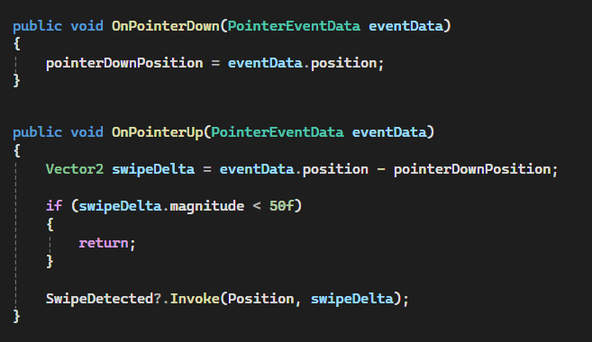 public void OnPointerDown(PointerEventData eventData)
{
    pointerDownPosition = eventData.position;
}
public void OnPointerUp(PointerEventData eventData)
{
    Vector2 swipeDelta = eventData.position - pointerDownPosition;
    if (swipeDelta.magnitude < 50f)
    {
        return;
    }
    SwipeDetected?.Invoke(Position, swipeDelta);
}